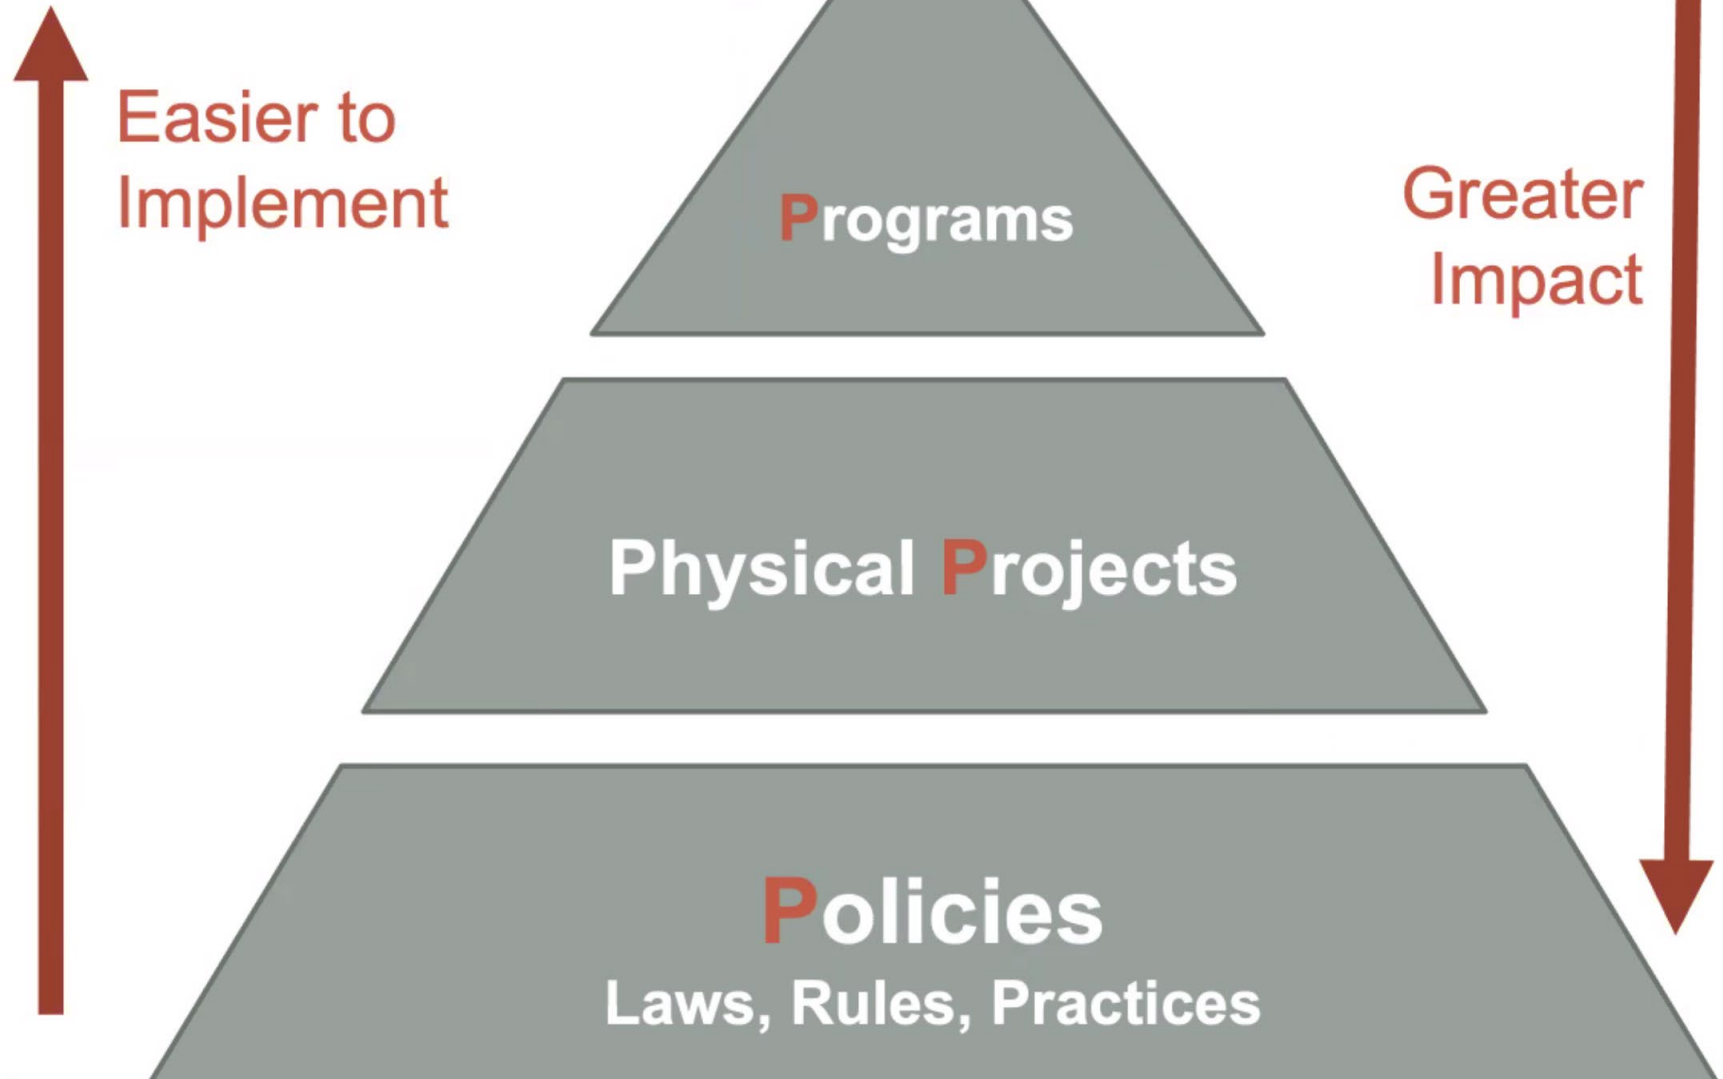 Easier to
Implement
Programs
Greater
Impact
Physical Projects
Policies
Laws, Rules, Practices